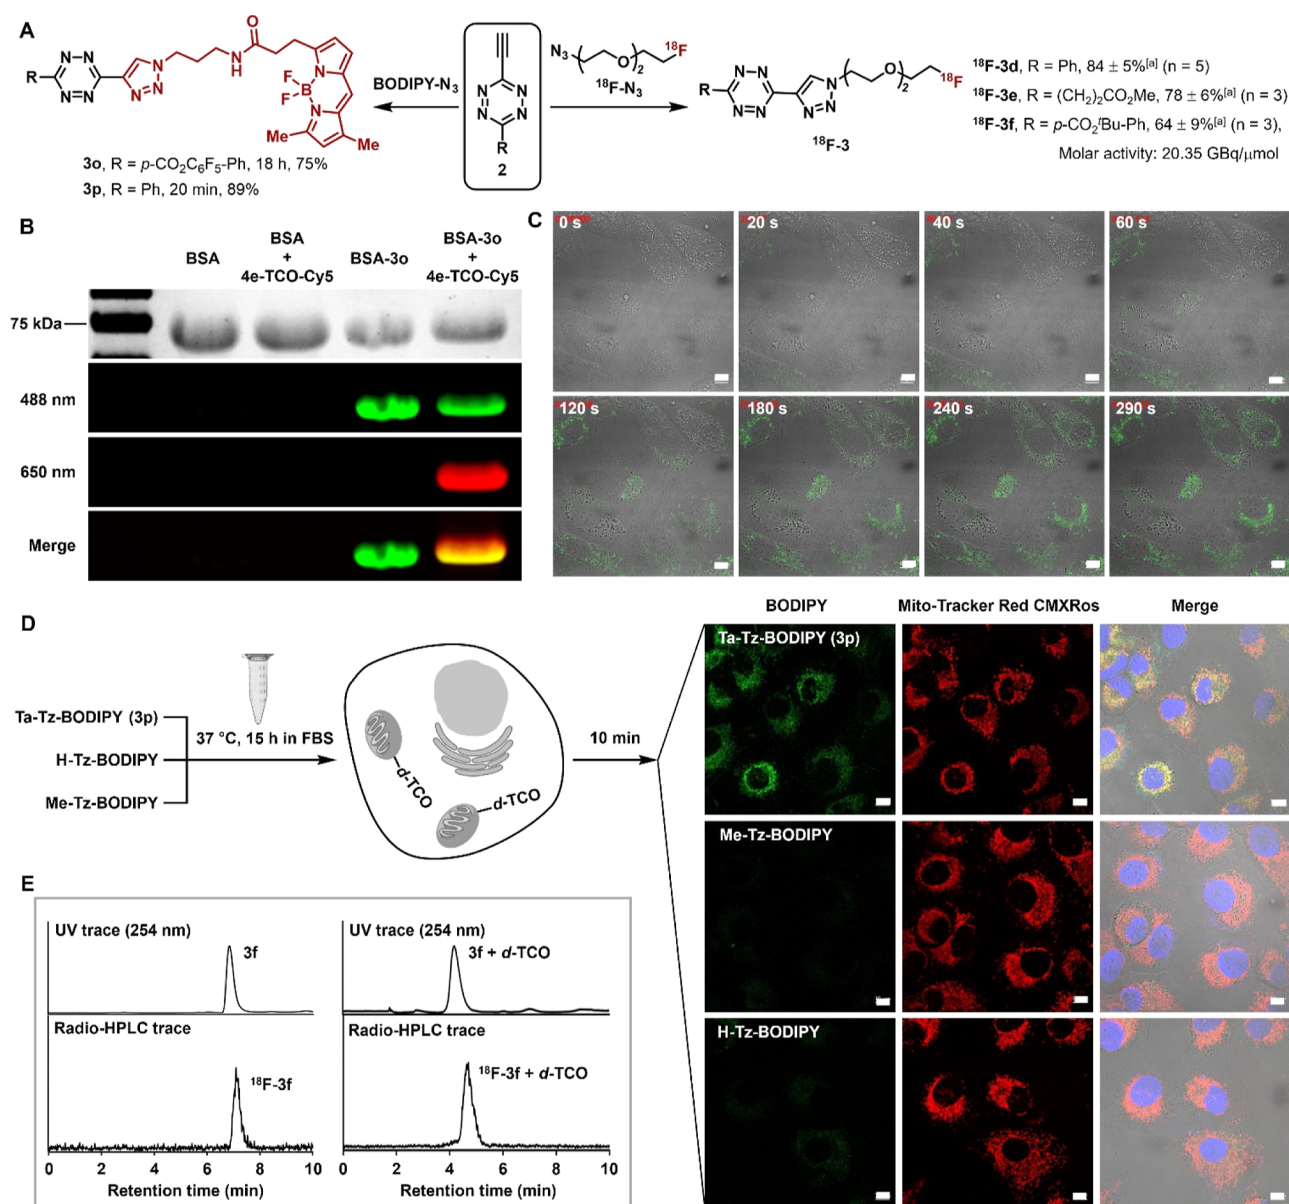 A
N N
N N
R
N
N=N
N
H
O
F
F
B
N
N
Me
Me
BODIPY-N₃
N N
N N
R
2
N₃ O 2 ¹⁸F
¹⁸F-N₃
N N
N N
R
N
N=N
O 2
¹⁸F
¹⁸F-3
3o, R = p-CO₂C₆F₅-Ph, 18 h, 75%
3p, R = Ph, 20 min, 89%
¹⁸F-3d, R = Ph, 84 ± 5%[a] (n = 5)
¹⁸F-3e, R = (CH₂)₂CO₂Me, 78 ± 6%[a] (n = 3)
¹⁸F-3f, R = p-CO₂ᵗBu-Ph, 64 ± 9%[a] (n = 3),
Molar activity: 20.35 GBq/μmol
B
BSA
BSA
+
4e-TCO-Cy5
BSA-3o
BSA-3o
+
4e-TCO-Cy5
75 kDa
488 nm
650 nm
Merge
C
0 s
20 s
40 s
60 s
120 s
180 s
240 s
290 s
D
Ta-Tz-BODIPY (3p)
H-Tz-BODIPY
Me-Tz-BODIPY
37 °C, 15 h in FBS
d-TCO
d-TCO
10 min
BODIPY
Mito-Tracker Red CMXRos
Merge
Ta-Tz-BODIPY (3p)
Me-Tz-BODIPY
H-Tz-BODIPY
E
UV trace (254 nm)
3f
Radio-HPLC trace
¹⁸F-3f
0 2 4 6 8 10
Retention time (min)
UV trace (254 nm)
3f + d-TCO
Radio-HPLC trace
¹⁸F-3f + d-TCO
0 2 4 6 8 10
Retention time (min)